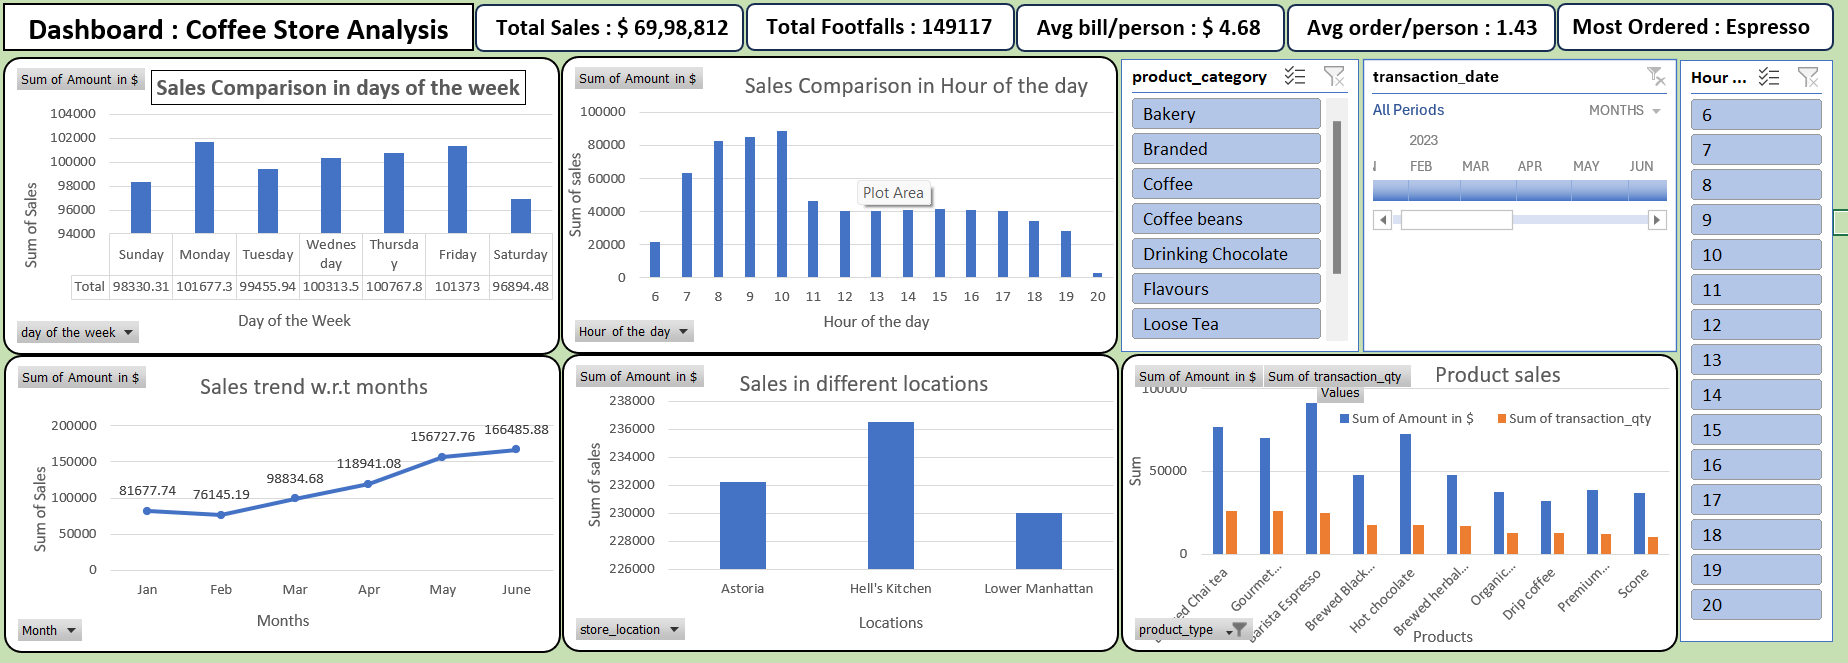 Dashboard : Coffee Store Analysis
Total Sales : $ 69,98,812
Total Footfalls : 149117
Avg bill/person : $ 4.68
Avg order/person : 1.43
Most Ordered : Espresso
Sum of Amount in $
Sales Comparison in days of the week
104000
102000
100000
98000
96000
94000
Sum of Sales
Sunday Monday Tuesday Wednes day Thursda y Friday Saturday
Total 98330.31 101677.3 99455.94 100313.5 100767.8 101373 96894.48
Day of the Week
day of the week
Sum of Amount in $
Sales Comparison in Hour of the day
100000
80000
60000
40000
20000
0
Sum of sales
Plot Area
6 7 8 9 10 11 12 13 14 15 16 17 18 19 20
Hour of the day
Hour of the day
product_category
Bakery
Branded
Coffee
Coffee beans
Drinking Chocolate
Flavours
Loose Tea
transaction_date
All Periods MONTHS
2023
FEB MAR APR MAY JUN
Hour ...
6
7
8
9
10
11
12
13
14
15
16
17
18
19
20
Sum of Amount in $
Sales trend w.r.t months
200000
150000
100000
50000
0
Sum of Sales
81677.74 76145.19 98834.68 118941.08 156727.76 166485.88
Jan Feb Mar Apr May June
Months
Month
Sum of Amount in $
Sales in different locations
238000
236000
234000
232000
230000
228000
226000
Sum of sales
Astoria Hell's Kitchen Lower Manhattan
Locations
store_location
Sum of Amount in $ Sum of transaction_qty
Product sales
Values
Sum of Amount in $ Sum of transaction_qty
100000
50000
0
Sum
Chai tea
Gourmet...
Barista Espresso
Brewed Black...
Hot chocolate
Brewed herbal...
Organic...
Drip coffee
Premium...
Scone
product_type
Products